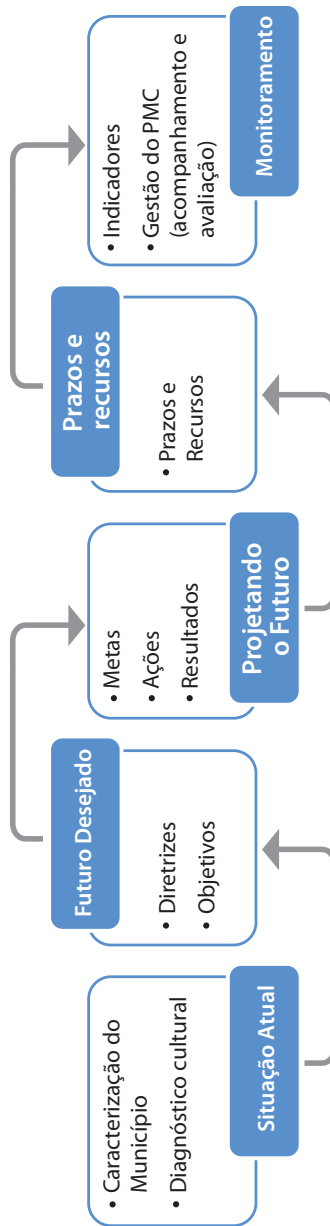 • Caracterização do
Município
• Diagnóstico cultural
Situação Atual
Futuro Desejado
• Diretrizes
• Objetivos
• Metas
• Ações
• Resultados
Projetando
o Futuro
Prazos e
recursos
• Prazos e
Recursos
• Indicadores
• Gestão do PMC
(acompanhamento e
avaliação)
Monitoramento